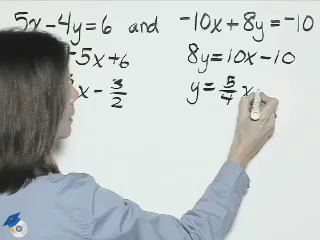 5x-4y=6 and -10x+8y=-10
-5x+6 8y=10x-10
x - 3/2 y= 5/4 x